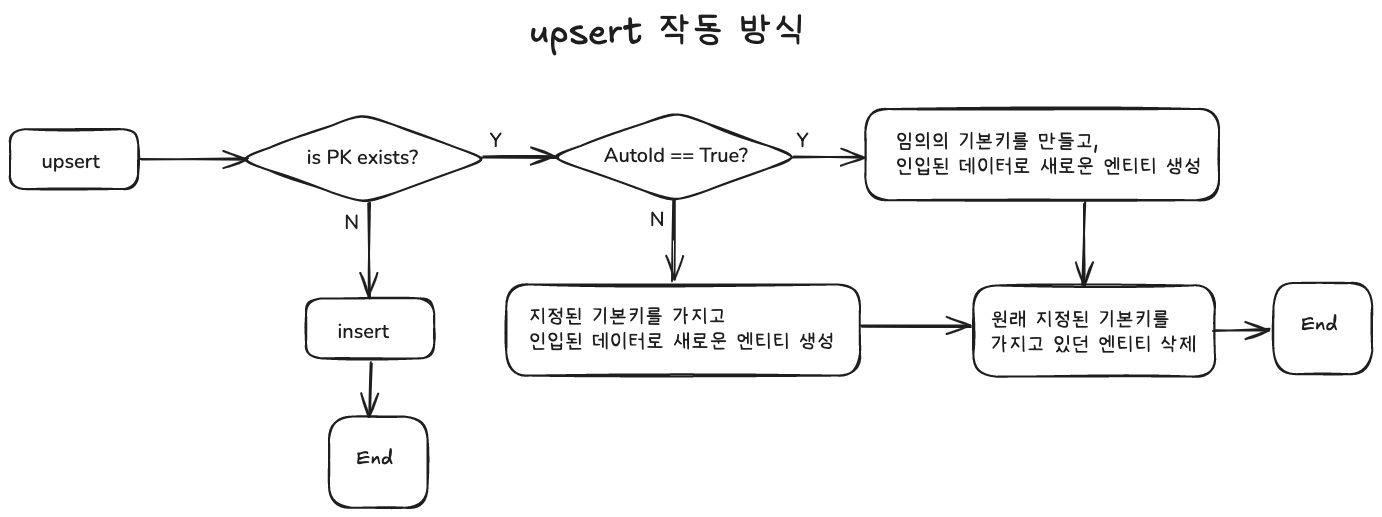 upsert 작동 방식
upsert
is PK exists?
Y
AutoId == True?
Y
임의의 기본키를 만들고,
인입된 데이터로 새로운 엔티티 생성
N
N
insert
지정된 기본키를 가지고
인입된 데이터로 새로운 엔티티 생성
원래 지정된 기본키를
가지고 있던 엔티티 삭제
End
End